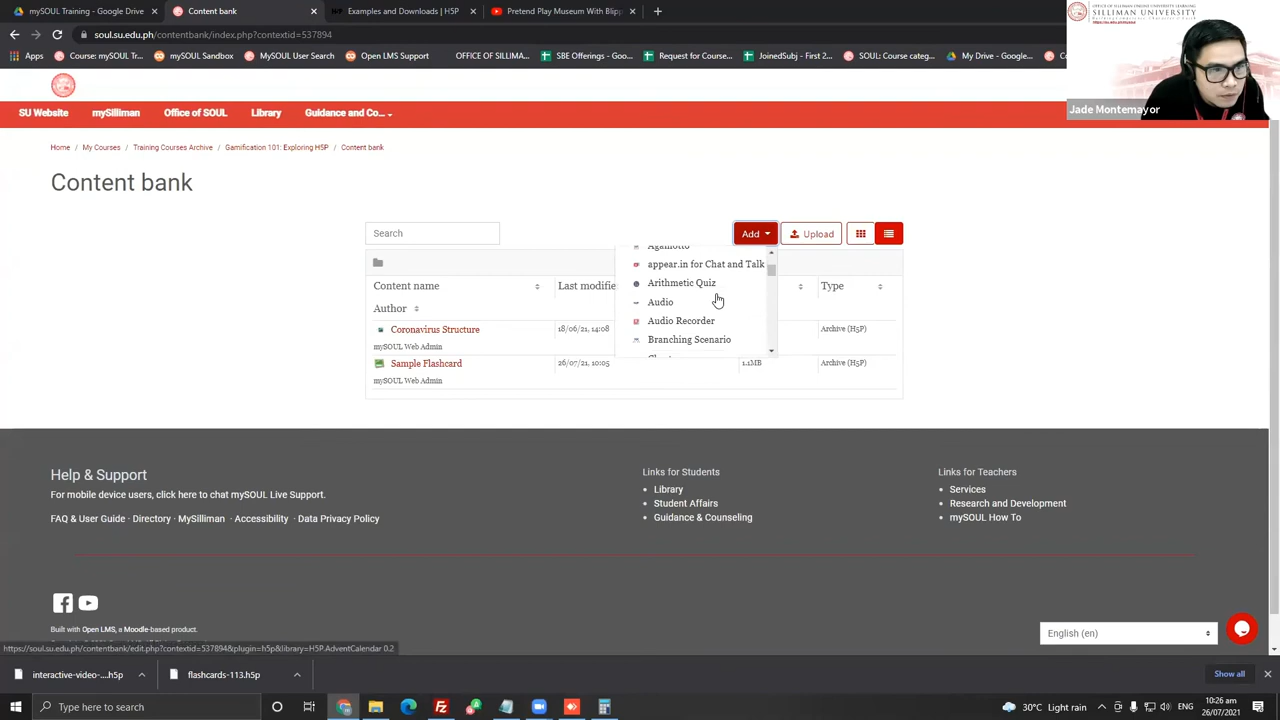 mySOUL Training - Google Drive
Content bank
Examples and Downloads | H5P
Pretend Play Museum With Bipp
soul.su.edu.ph/contentbank/index.php?contextid=537894
Apps
Course: mySOUL Tr...
mySOUL Sandbox
MySOUL User Search
Open LMS Support
OFFICE OF SILLIMA...
SBE Offerings - Goo...
Request for Course...
JoinedSubj - First 2...
SOUL: Course categ...
My Drive - Google...
OFFICE OF SILLIMAN UNIVERSITY ONLINE LEARNING
SILLIMAN UNIVERSITY
Jade Montemayor
SU Website
mySilliman
Office of SOUL
Library
Guidance and Co...
Home / My Courses / Training Courses Archive / Gamification 101: Exploring H5P / Content bank
Content bank
Search
Add
Upload
Agamotto
appear.in for Chat and Talk
Arithmetic Quiz
Audio
Audio Recorder
Branching Scenario
Content name
Last modifie
Type
Author
Coronavirus Structure
18/06/21, 14:08
Archive (H5P)
mySOUL Web Admin
Sample Flashcard
26/07/21, 10:05
1.1MB
Archive (H5P)
mySOUL Web Admin
Help & Support
For mobile device users, click here to chat mySOUL Live Support.
FAQ & User Guide · Directory · MySilliman · Accessibility · Data Privacy Policy
Links for Students
Library
Student Affairs
Guidance & Counseling
Links for Teachers
Services
Research and Development
mySOUL How To
Built with Open LMS, a Moodle-based product.
English (en)
https://soul.su.edu.ph/contentbank/edit.php?contextid=537894&plugin=h5p&library=H5P.AdventCalendar 0.2
interactive-video-....h5p
flashcards-113.h5p
Show all
Type here to search
30°C Light rain
ENG
10:26 am
26/07/2021